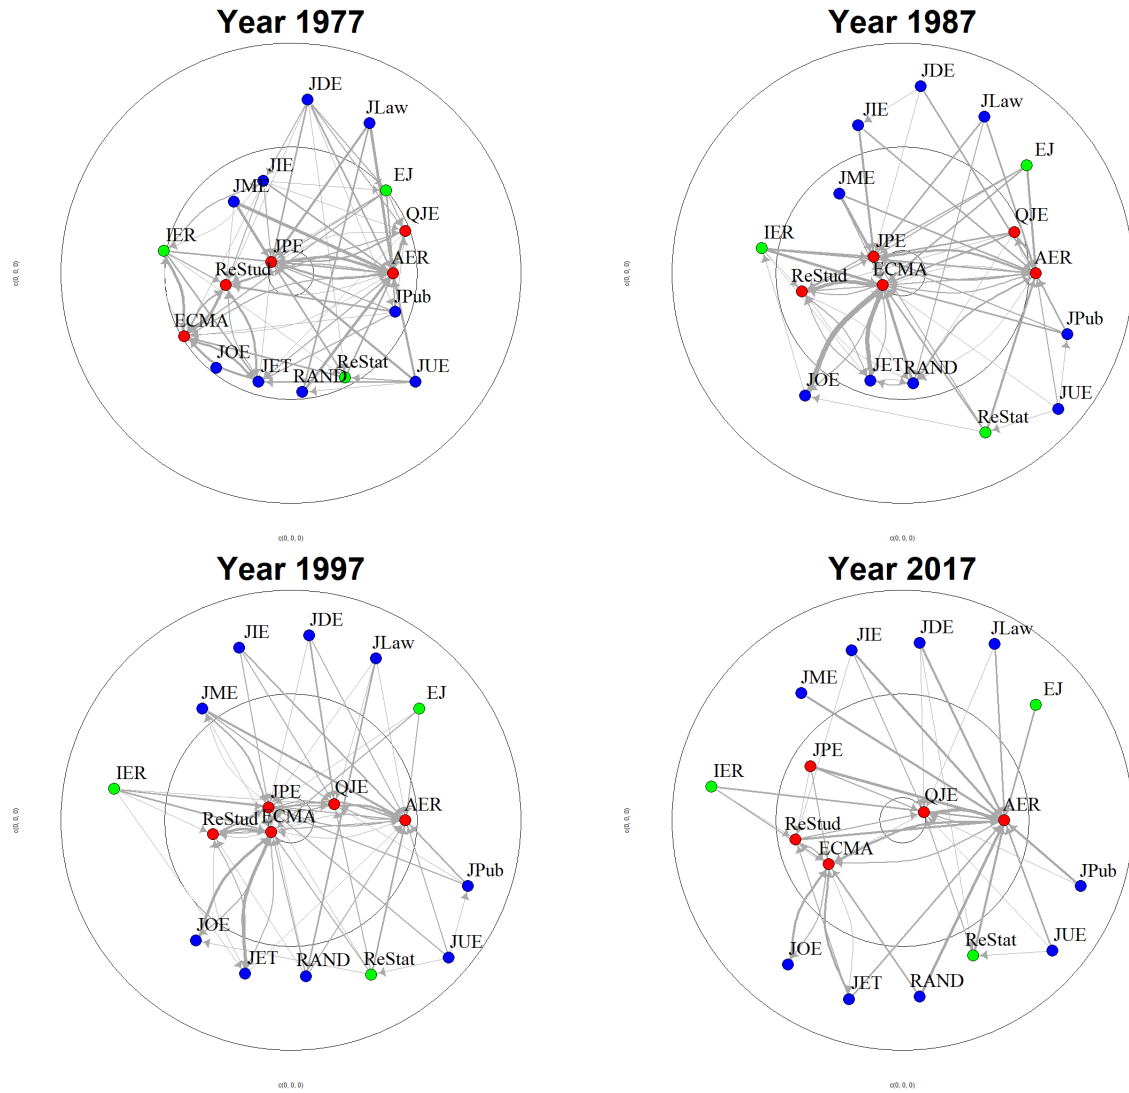 Year 1977
JDE
JLaw
JIE
EJ
JME
QJE
IER
JPE
AER
ReStud
JPub
ECMA
JOE
JET
RAND
ReStat
JUE
c(0, 0, 0)
c(0, 0, 0)
Year 1987
JDE
JLaw
JIE
EJ
JME
QJE
IER
JPE
AER
ECMA
ReStud
JPub
JET
RAND
JOE
JUE
ReStat
c(0, 0, 0)
c(0, 0, 0)
Year 1997
JDE
JIE
JLaw
EJ
JME
IER
JPE
QJE
AER
ECMA
ReStud
JPub
JOE
JUE
JET
RAND
ReStat
c(0, 0, 0)
c(0, 0, 0)
Year 2017
JIE
JDE
JLaw
JME
EJ
JPE
IER
QJE
AER
ReStud
ECMA
JPub
ReStat
JUE
JOE
JET
RAND
c(0, 0, 0)
c(0, 0, 0)